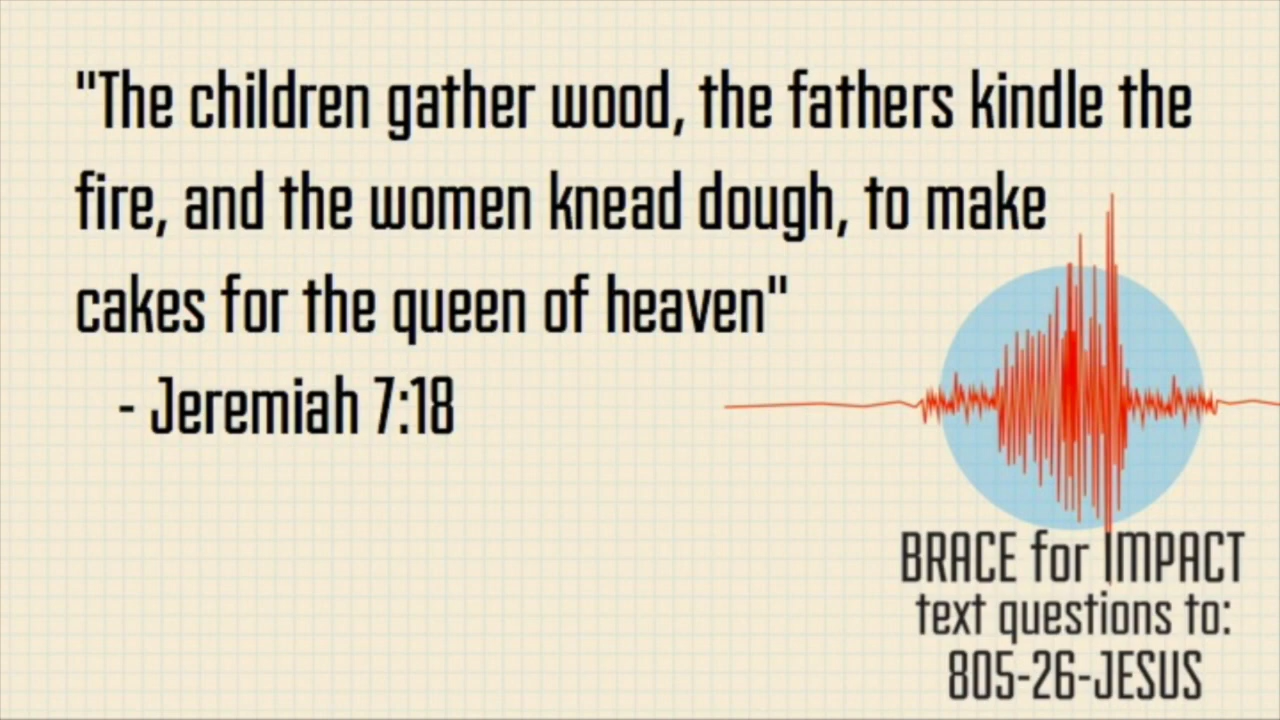 "The children gather wood, the fathers kindle the
fire, and the women knead dough, to make
cakes for the queen of heaven"
- Jeremiah 7:18
BRACE for IMPACT
text questions to:
805-26-JESUS